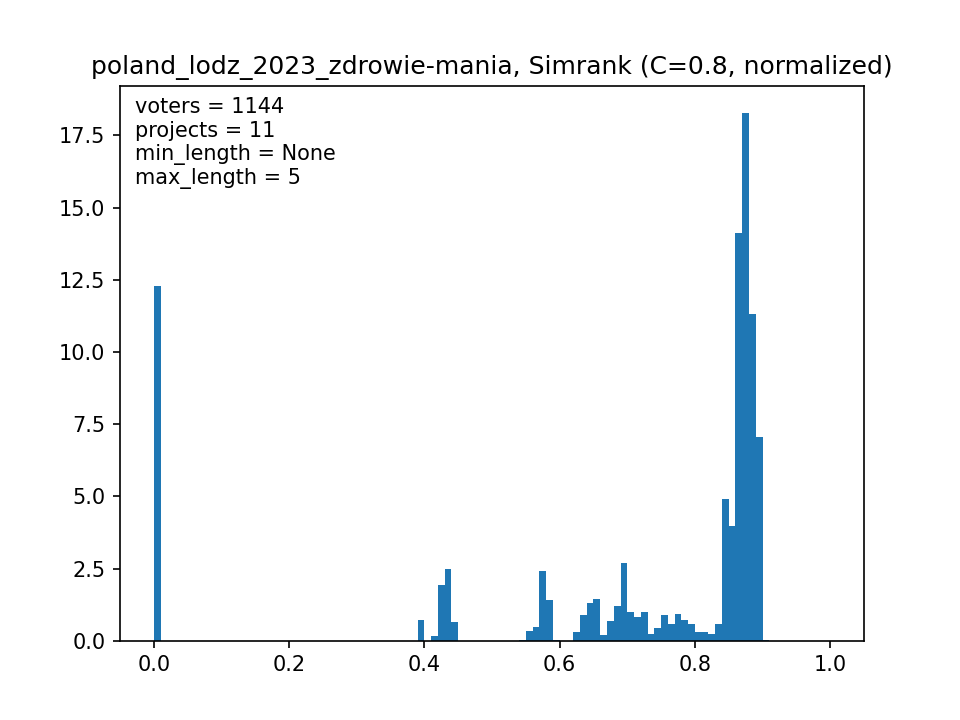 poland_lodz_2023_zdrowie-mania, Simrank (C=0.8, normalized)
voters = 1144
projects = 11
min_length = None
max_length = 5
17.5
15.0
12.5
10.0
7.5
5.0
2.5
0.0
0.0 0.2 0.4 0.6 0.8 1.0